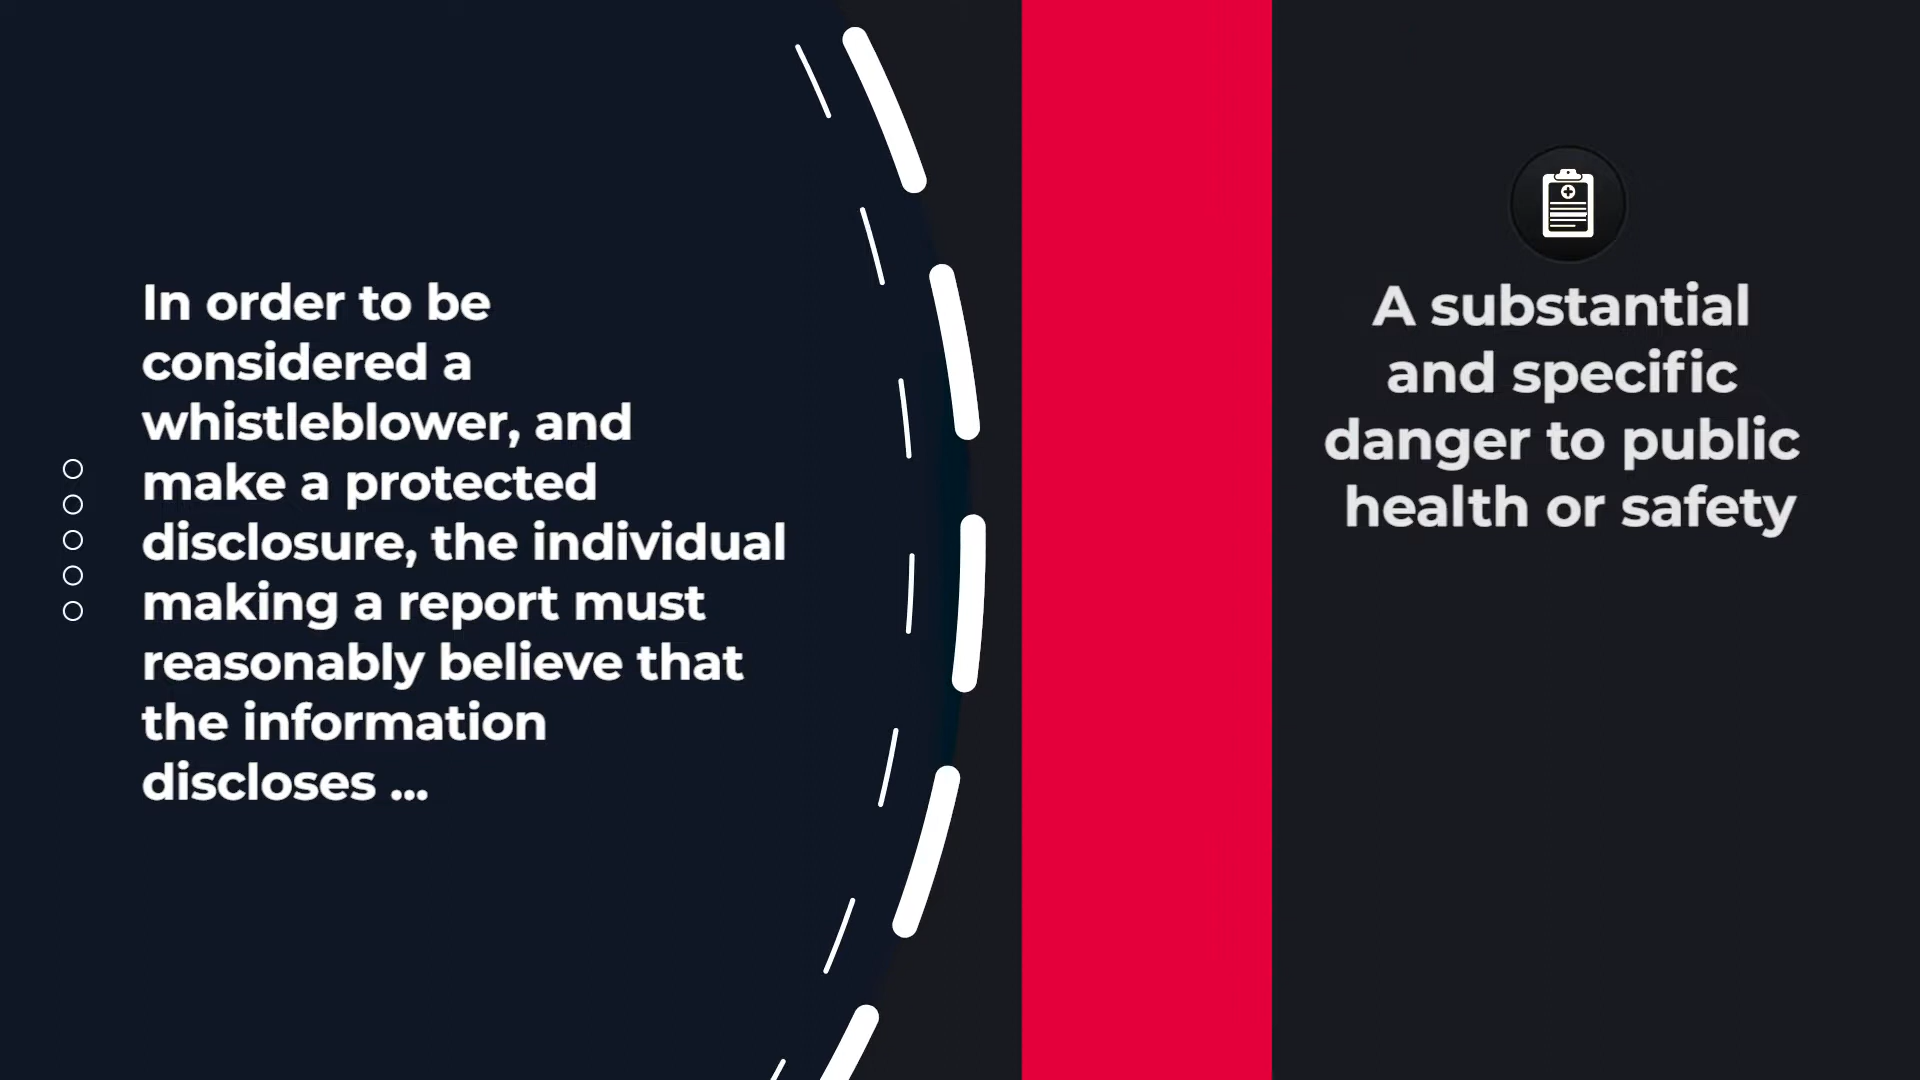 In order to be
considered a
whistleblower, and
make a protected
disclosure, the individual
making a report must
reasonably believe that
the information
discloses ...
A substantial
and specific
danger to public
health or safety